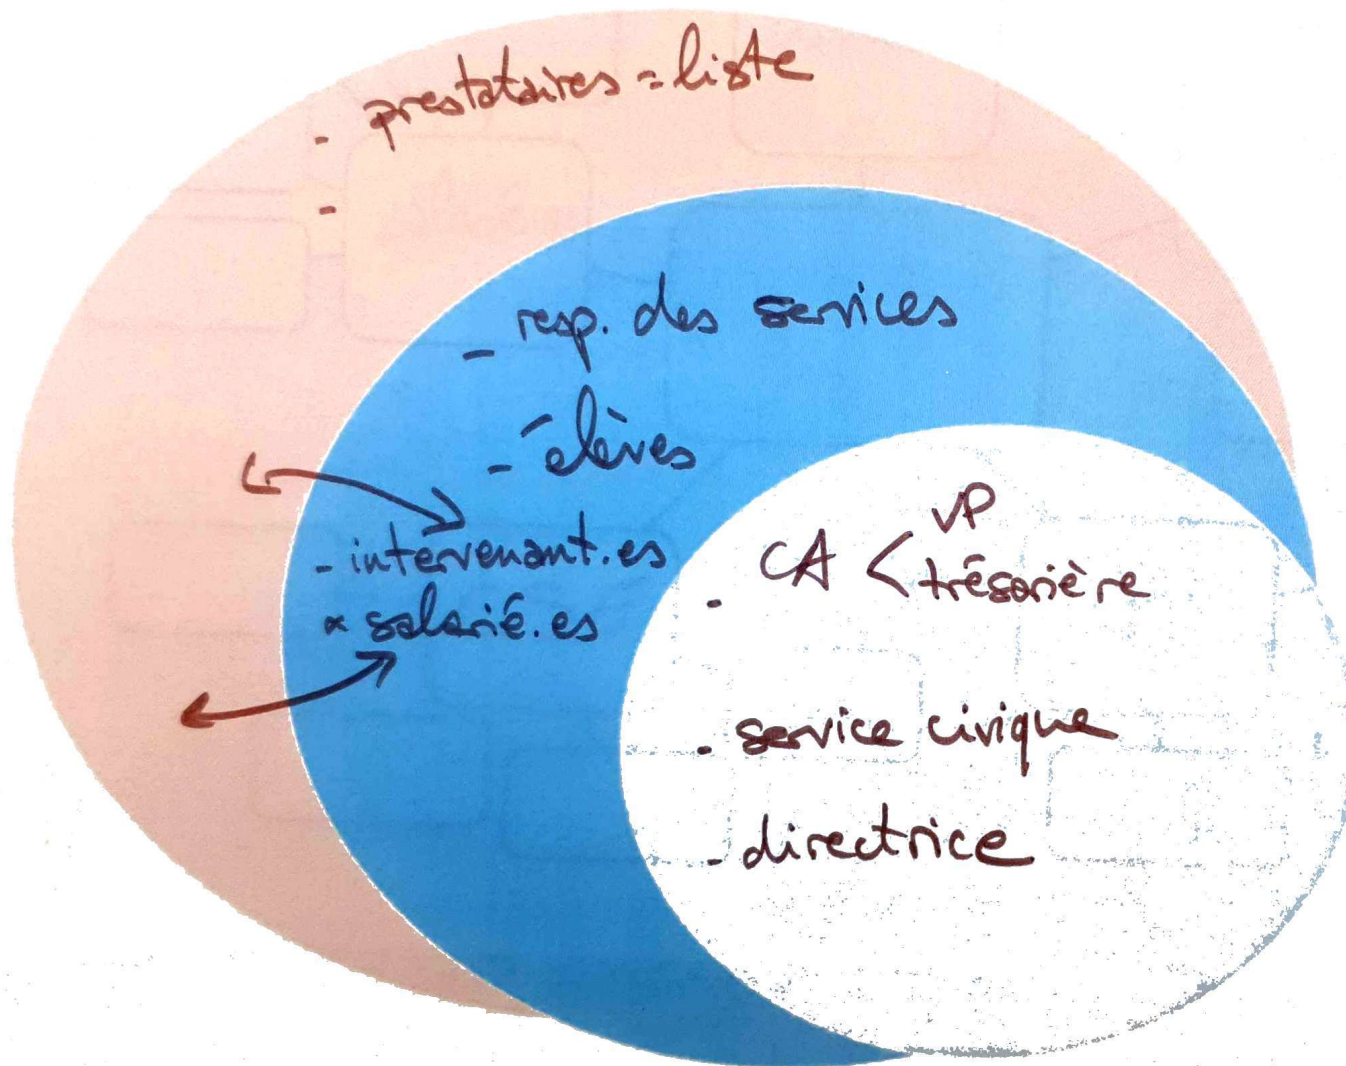 - prestataires = liste
-
- resp. des services
- élèves
- intervenant.es
× salarié.es
VP
- CA < trésorière
- service civique
- directrice